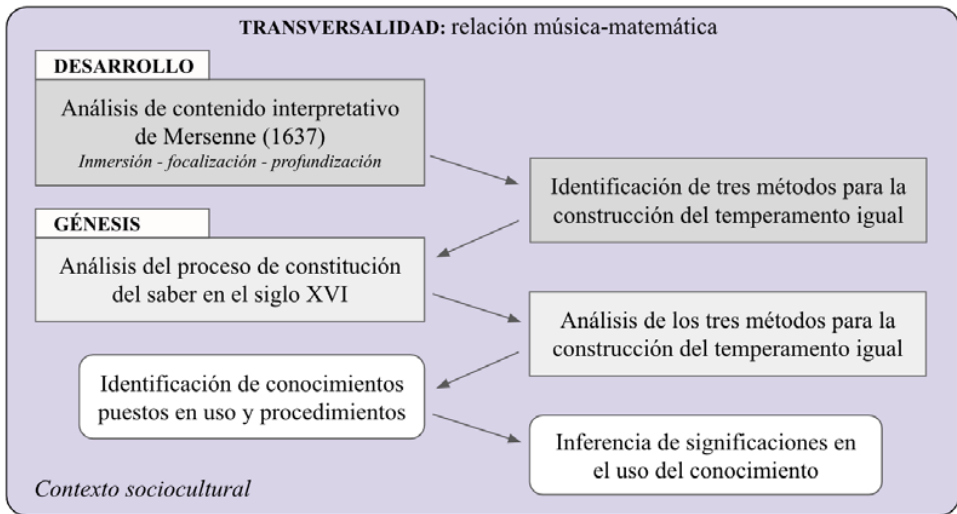 TRANSVERSALIDAD: relación música-matemática
DESARROLLO
Análisis de contenido interpretativo
de Mersenne (1637)
Inmersión - focalización - profundización
Identificación de tres métodos para la
construcción del temperamento igual
GÉNESIS
Análisis del proceso de constitución
del saber en el siglo XVI
Análisis de los tres métodos para la
construcción del temperamento igual
Identificación de conocimientos
puestos en uso y procedimientos
Inferencia de significaciones en
el uso del conocimiento
Contexto sociocultural